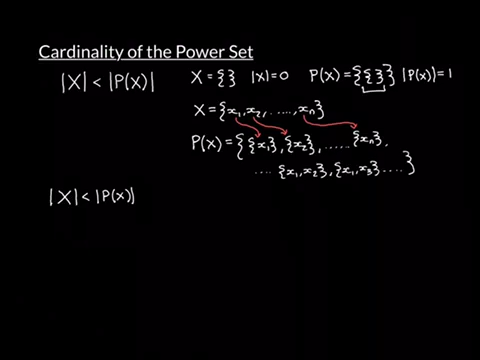 Cardinality of the Power Set
|X| < |P(X)| X = { } |X| = 0 P(X) = {{ }} |P(X)| = 1
X = {x₁, x₂, ....., xₙ}
P(X) = {{x₁}, {x₂}, ...... {xₙ},
.... {x₁, x₂}, {x₁, x₃} .... }
|X| < |P(X)|